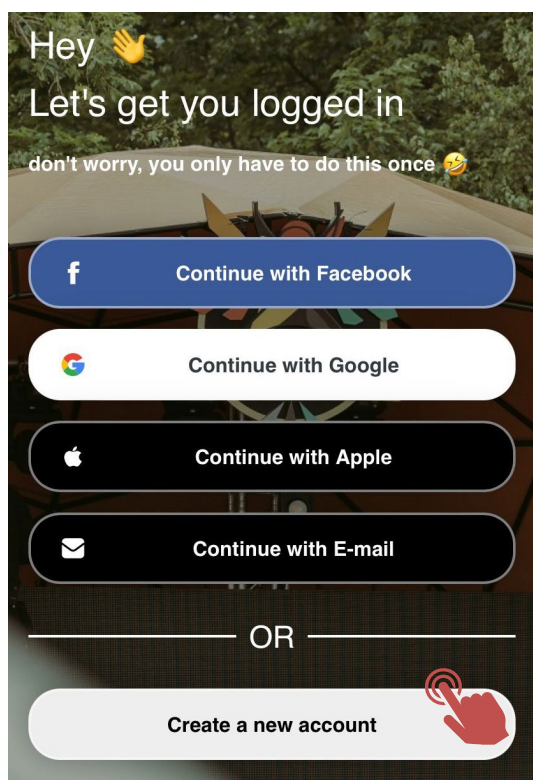 Hey 👋
Let's get you logged in
don't worry, you only have to do this once 🤣
Continue with Facebook
Continue with Google
Continue with Apple
Continue with E-mail
OR
Create a new account